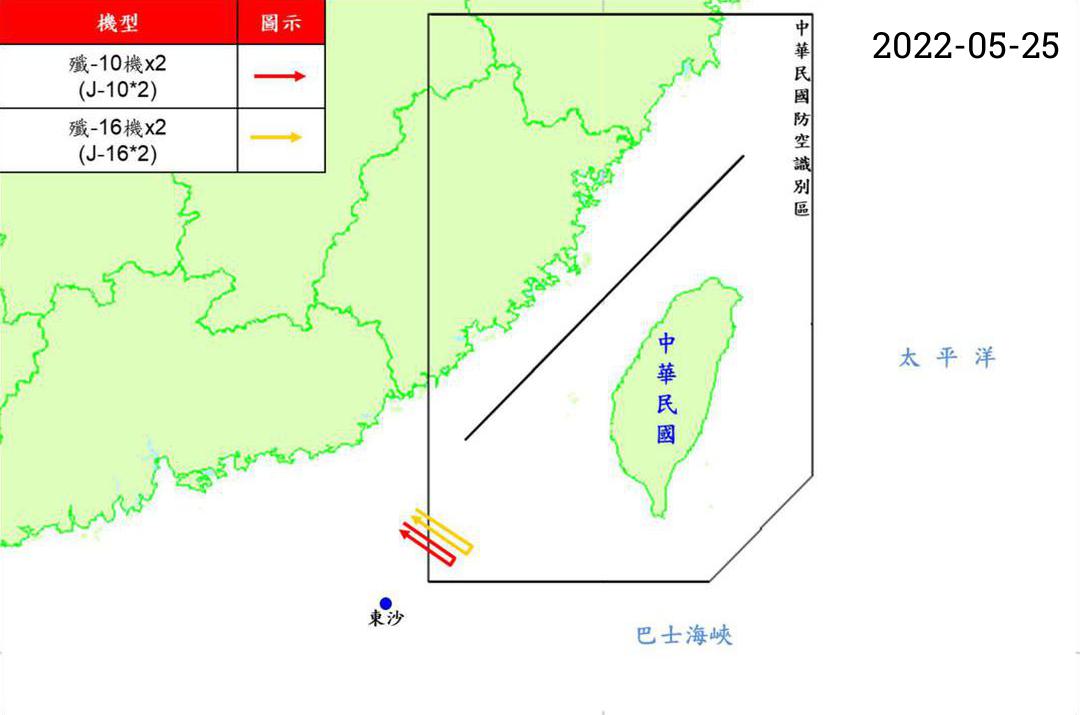 機型 圖示
殲-10機x2
(J-10*2)
殲-16機x2
(J-16*2)
2022-05-25
中華民國防空識別區
中華民國
太平洋
東沙
巴士海峽